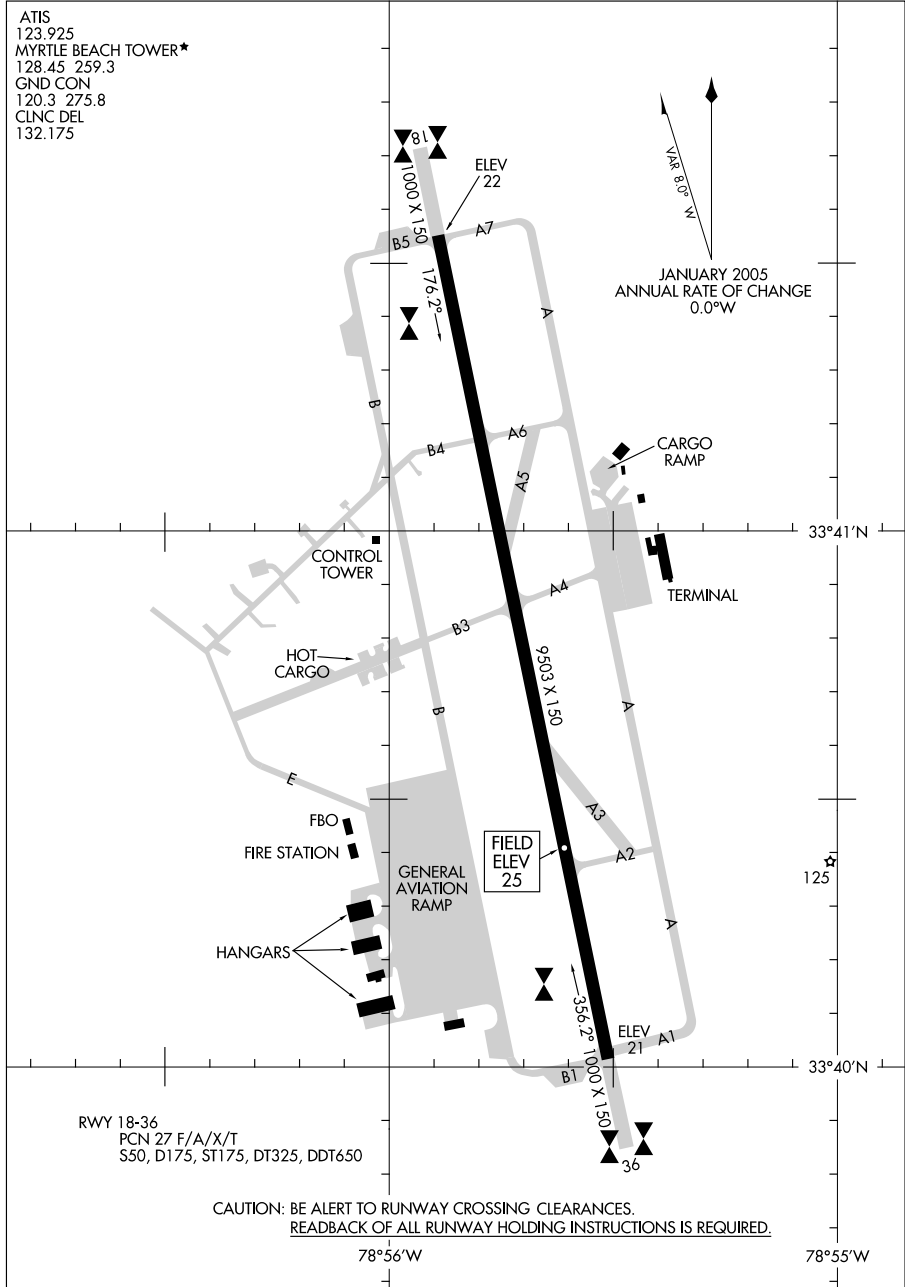 ATIS
123.925
MYRTLE BEACH TOWER★
128.45 259.3
GND CON
120.3 275.8
CLNC DEL
132.175
18
1000 X 150
ELEV
22
VAR 8.0° W
JANUARY 2005
ANNUAL RATE OF CHANGE
0.0°W
B5
A7
176.2°
A
B
B4
A6
A5
CARGO
RAMP
33°41'N
CONTROL
TOWER
TERMINAL
A4
B3
HOT
CARGO
9503 X 150
B
A
E
A3
FBO
FIRE STATION
FIELD
ELEV
25
A2
125
GENERAL
AVIATION
RAMP
A
HANGARS
356.2°
ELEV
21
A1
B1
1000 X 150
33°40'N
36
RWY 18-36
PCN 27 F/A/X/T
S50, D175, ST175, DT325, DDT650
CAUTION: BE ALERT TO RUNWAY CROSSING CLEARANCES.
READBACK OF ALL RUNWAY HOLDING INSTRUCTIONS IS REQUIRED.
78°56'W
78°55'W